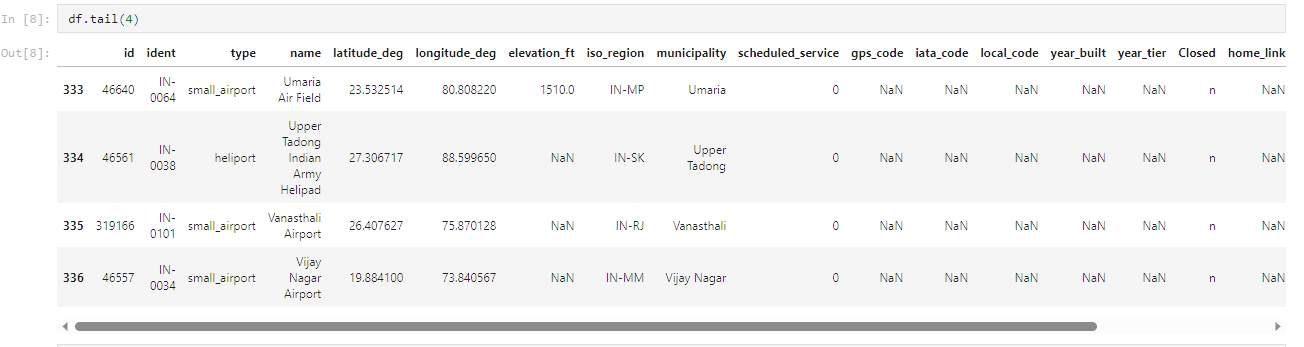 In [8]: df.tail(4)
Out[8]: id ident type name latitude_deg longitude_deg elevation_ft iso_region municipality scheduled_service gps_code iata_code local_code year_built year_tier Closed home_link
333 46640 IN-0064 small_airport Umaria Air Field 23.532514 80.808220 1510.0 IN-MP Umaria 0 NaN NaN NaN NaN NaN n NaN
334 46561 IN-0038 heliport Upper Tadong Indian Army Helipad 27.306717 88.599650 NaN IN-SK Upper Tadong 0 NaN NaN NaN NaN NaN n NaN
335 319166 IN-0101 small_airport Vanasthali Airport 26.407627 75.870128 NaN IN-RJ Vanasthali 0 NaN NaN NaN NaN NaN n NaN
336 46557 IN-0034 small_airport Vijay Nagar Airport 19.884100 73.840567 NaN IN-MM Vijay Nagar 0 NaN NaN NaN NaN NaN n NaN